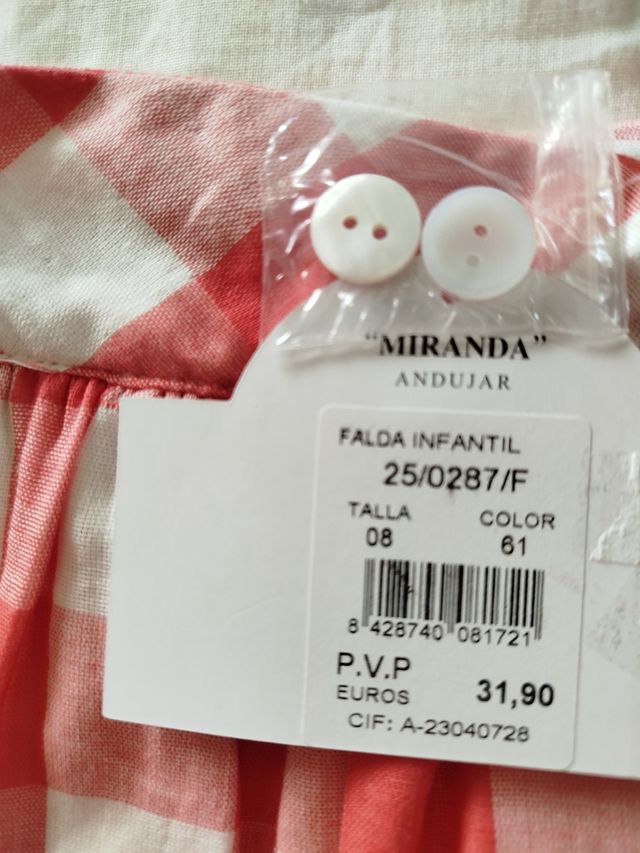 "MIRANDA"
ANDUJAR
FALDA INFANTIL
25/0287/F
TALLA COLOR
08 61
8 428740 081721
P.V.P
EUROS 31,90
CIF: A-23040728